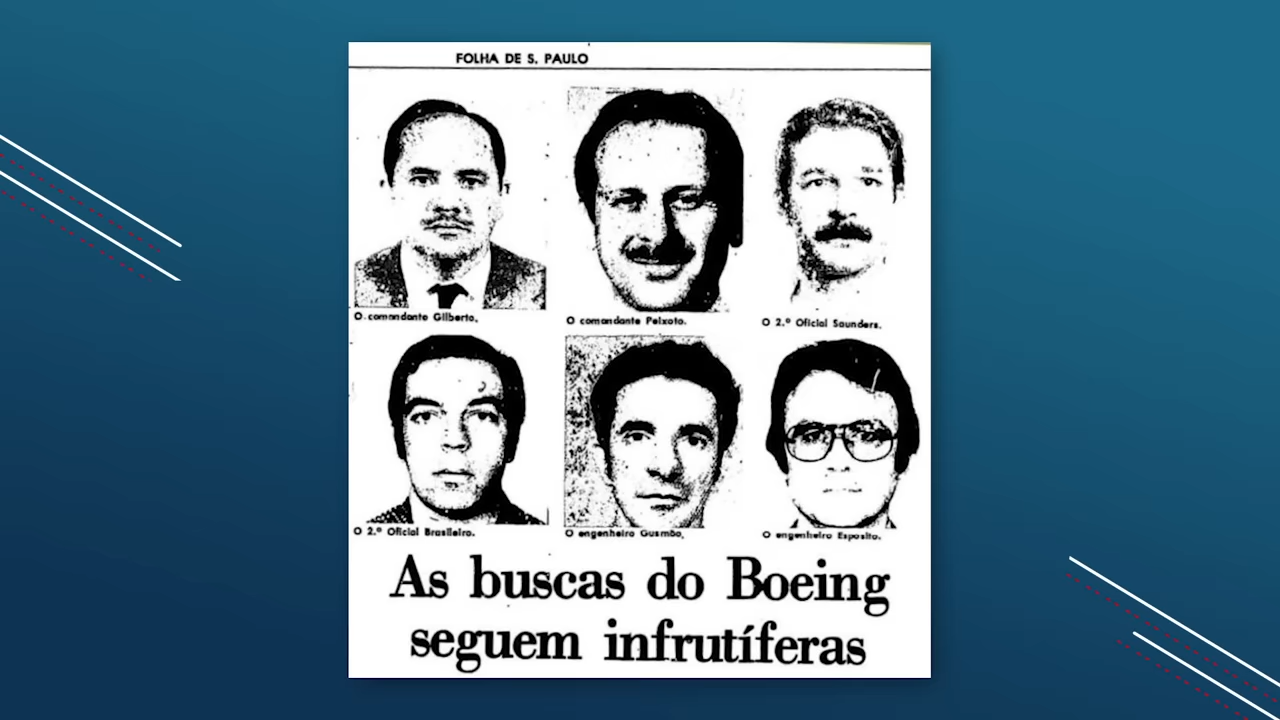 FOLHA DE S. PAULO
O comandante Gilberto.
O comandante Peixoto.
O 2.º Oficial Saunders.
O 2.º Oficial Brasileiro.
O engenheiro Gusmão,
O engenheiro Esposito.
As buscas do Boeing
seguem infrutíferas